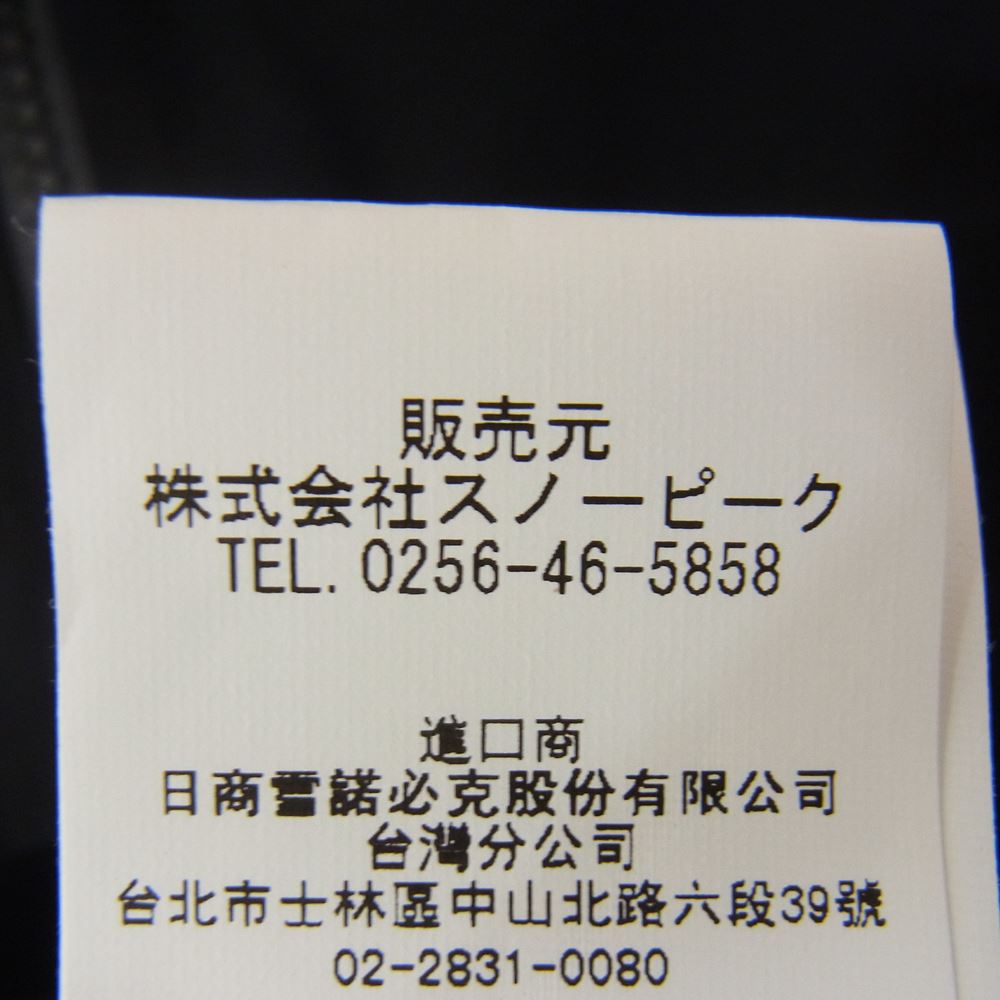 販売元
株式会社スノーピーク
TEL. 0256-46-5858
進口商
日商雪諾必克股份有限公司
台灣分公司
台北市士林區中山北路六段39號
02-2831-0080